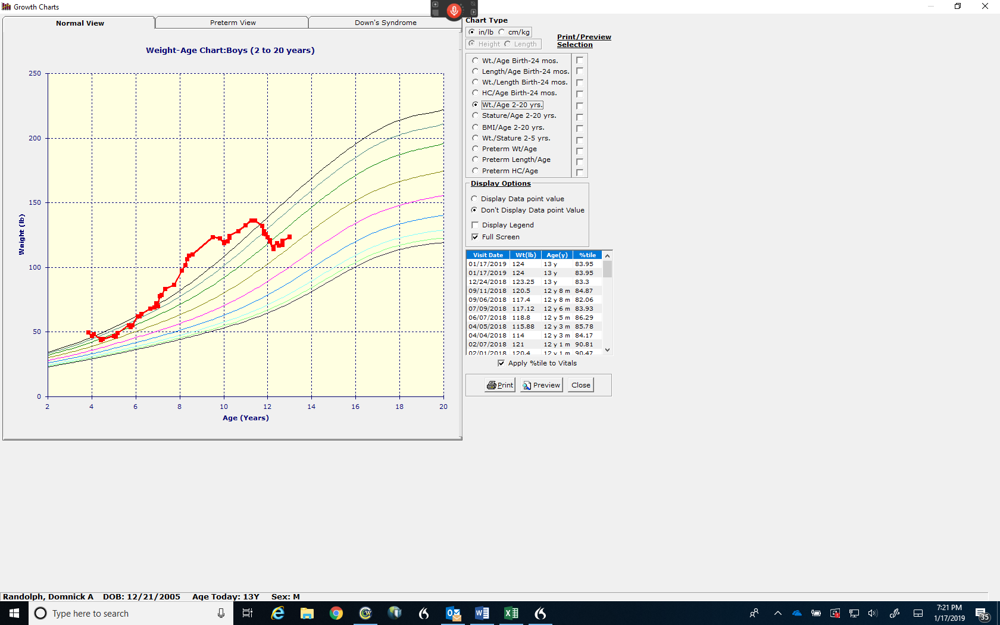 Growth Charts
Normal View
Preterm View
Down's Syndrome
Weight-Age Chart:Boys (2 to 20 years)
250
200
150
100
50
0
Weight (lb)
2 4 6 8 10 12 14 16 18 20
Age (Years)
Chart Type
in/lb cm/kg
Height Length
Print/Preview
Selection
Wt./Age Birth-24 mos.
Length/Age Birth-24 mos.
Wt./Length Birth-24 mos.
HC/Age Birth-24 mos.
Wt./Age 2-20 yrs.
Stature/Age 2-20 yrs.
BMI/Age 2-20 yrs.
Wt./Stature 2-5 yrs.
Preterm Wt/Age
Preterm Length/Age
Preterm HC/Age
Display Options
Display Data point value
Don't Display Data point Value
Display Legend
Full Screen
Visit Date Wt(lb) Age(y) %tile
01/17/2019 124 13 y 83.95
01/17/2019 124 13 y 83.95
12/24/2018 123.25 13 y 83.3
09/11/2018 120.5 12 y 8 m 84.87
09/06/2018 117.4 12 y 8 m 82.06
07/09/2018 117.12 12 y 6 m 83.93
06/07/2018 118.8 12 y 5 m 86.29
04/05/2018 115.88 12 y 3 m 85.78
04/04/2018 114 12 y 3 m 84.17
02/07/2018 121 12 y 1 m 90.81
02/01/2018 120.4 12 y 1 m 90.47
Apply %tile to Vitals
Print Preview Close
Randolph, Domnick A DOB: 12/21/2005 Age Today: 13Y Sex: M
Type here to search
7:21 PM
1/17/2019
35